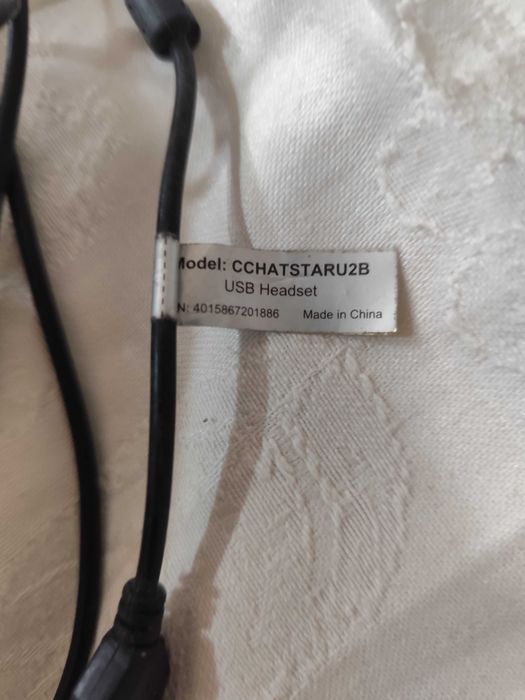 Model: CCHATSTARU2B
USB Headset
N: 4015867201886 Made in China